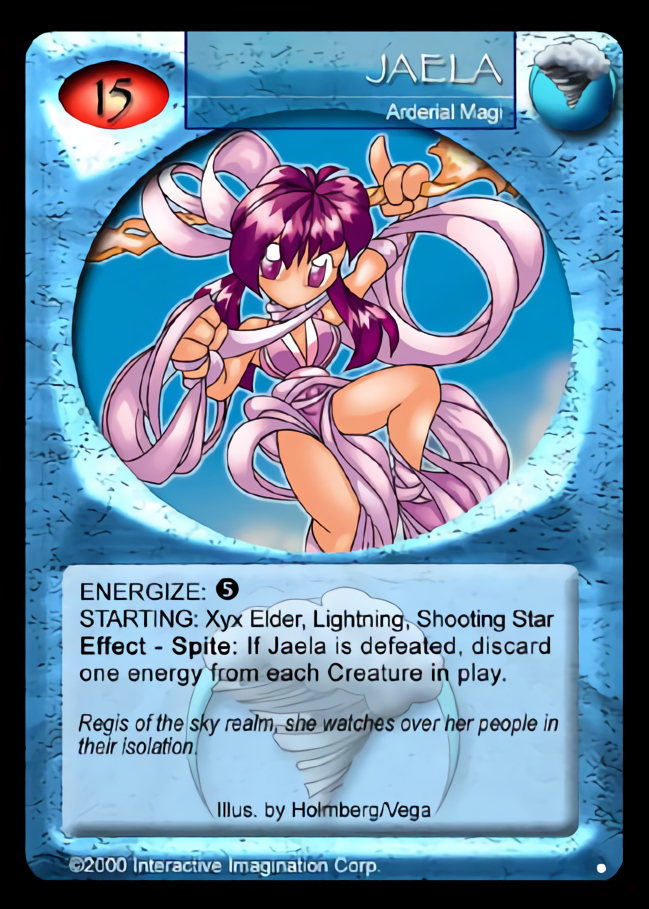 15
JAELA
Arderial Magi
ENERGIZE: 5
STARTING: Xyx Elder, Lightning, Shooting Star
Effect - Spite: If Jaela is defeated, discard
one energy from each Creature in play.
Regis of the sky realm, she watches over her people in
their isolation.
Illus. by Holmberg/Vega
©2000 Interactive Imagination Corp.